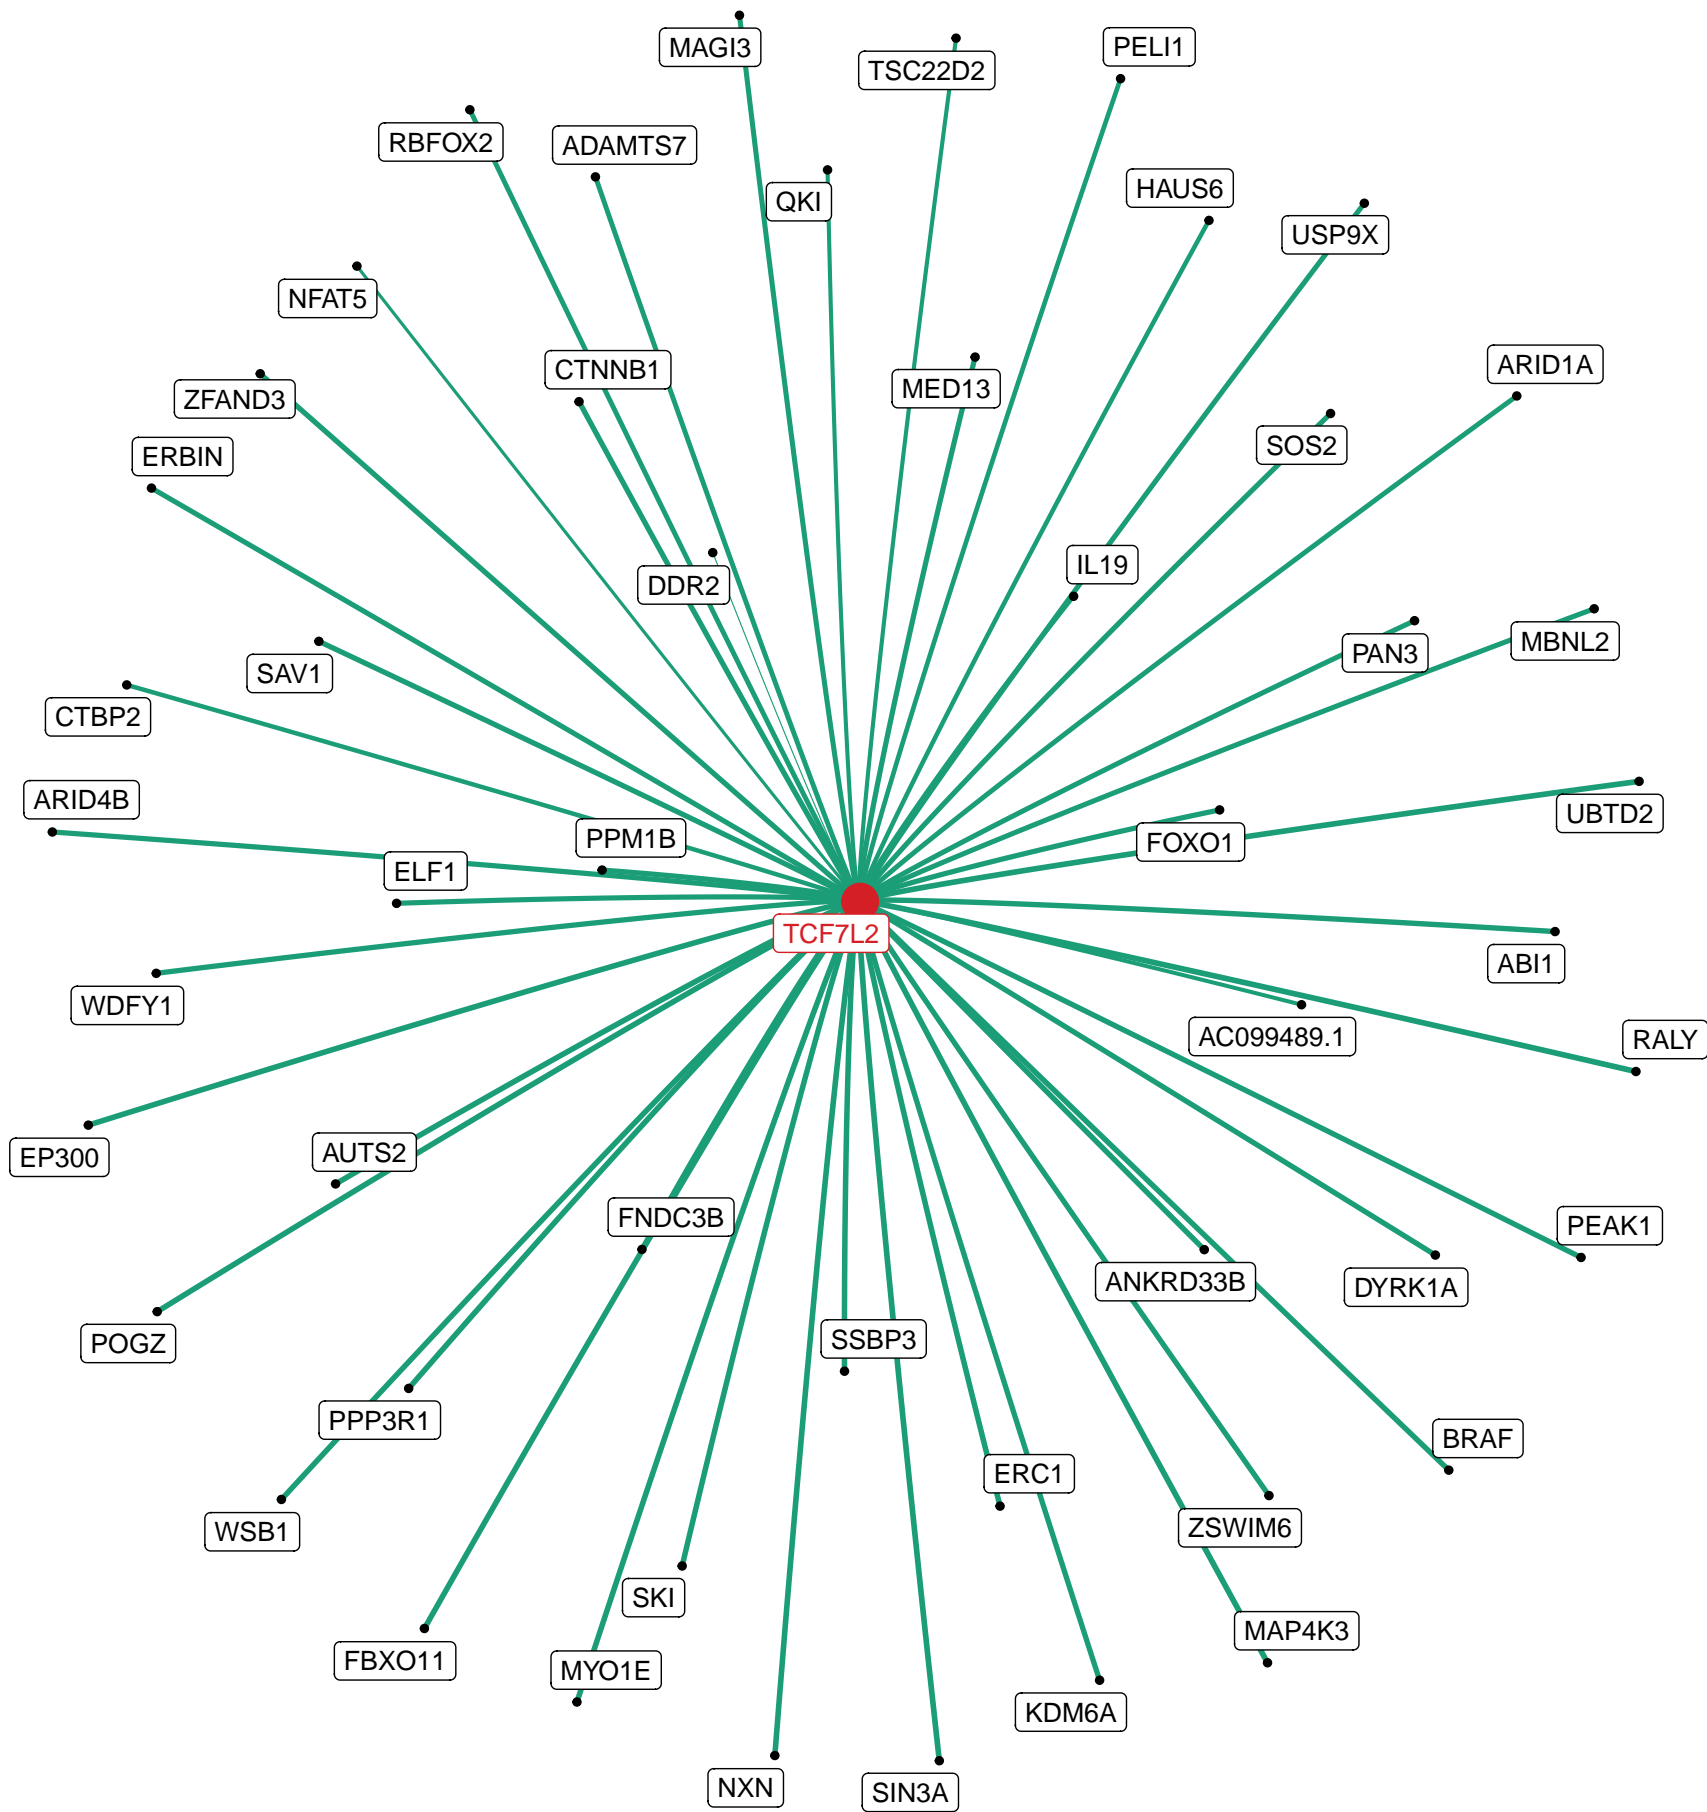 MAGI3
PELI1
TSC22D2
RBFOX2
ADAMTS7
QKI
HAUS6
USP9X
NFAT5
CTNNB1
ARID1A
MED13
ZFAND3
SOS2
ERBIN
IL19
DDR2
MBNL2
PAN3
SAV1
CTBP2
ARID4B
UBTD2
PPM1B
FOXO1
ELF1
TCF7L2
ABI1
WDFY1
AC099489.1
RALY
AUTS2
EP300
FNDC3B
PEAK1
ANKRD33B
DYRK1A
SSBP3
POGZ
PPP3R1
BRAF
ERC1
ZSWIM6
WSB1
SKI
MAP4K3
FBXO11
MYO1E
KDM6A
NXN
SIN3A